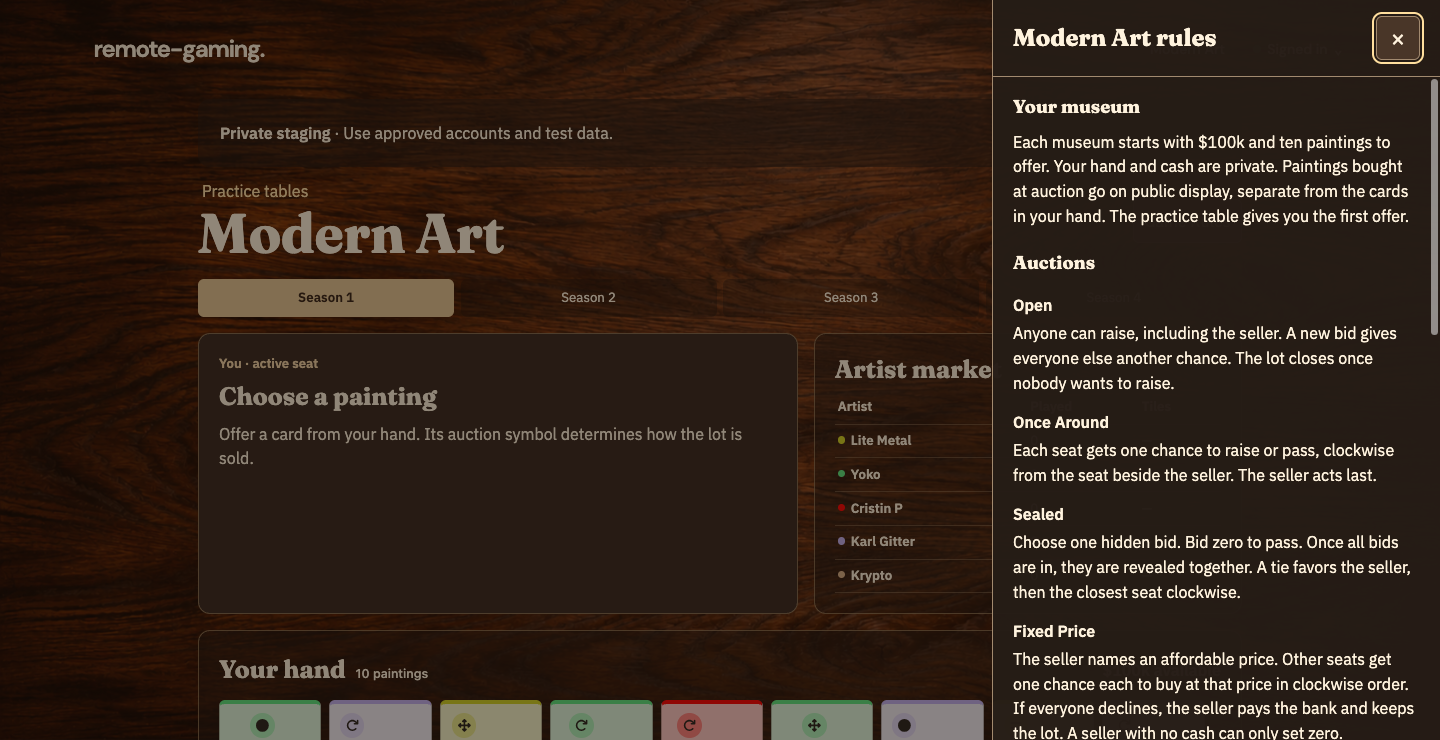 remote-gaming.
Private staging · Use approved accounts and test data.
Practice tables
Modern Art
Season 1
Season 2
Season 3
You · active seat
Choose a painting
Offer a card from your hand. Its auction symbol determines how the lot is
sold.
Artist marke
Artist
Lite Metal
Yoko
Cristin P
Karl Gitter
Krypto
Your hand 10 paintings
Modern Art rules
Your museum
Each museum starts with $100k and ten paintings to
offer. Your hand and cash are private. Paintings bought
at auction go on public display, separate from the cards
in your hand. The practice table gives you the first offer.
Auctions
Open
Anyone can raise, including the seller. A new bid gives
everyone else another chance. The lot closes once
nobody wants to raise.
Once Around
Each seat gets one chance to raise or pass, clockwise
from the seat beside the seller. The seller acts last.
Sealed
Choose one hidden bid. Bid zero to pass. Once all bids
are in, they are revealed together. A tie favors the seller,
then the closest seat clockwise.
Fixed Price
The seller names an affordable price. Other seats get
one chance each to buy at that price in clockwise order.
If everyone declines, the seller pays the bank and keeps
the lot. A seller with no cash can only set zero.